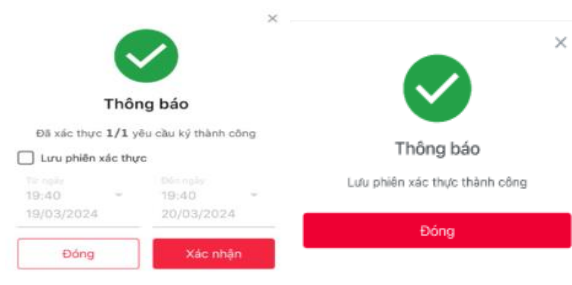 Thông báo
Đã xác thực 1/1 yêu cầu ký thành công
Lưu phiên xác thực
Từ ngày
Đến ngày
19:40
19:40
19/03/2024
20/03/2024
Đóng
Xác nhận
Thông báo
Lưu phiên xác thực thành công
Đóng